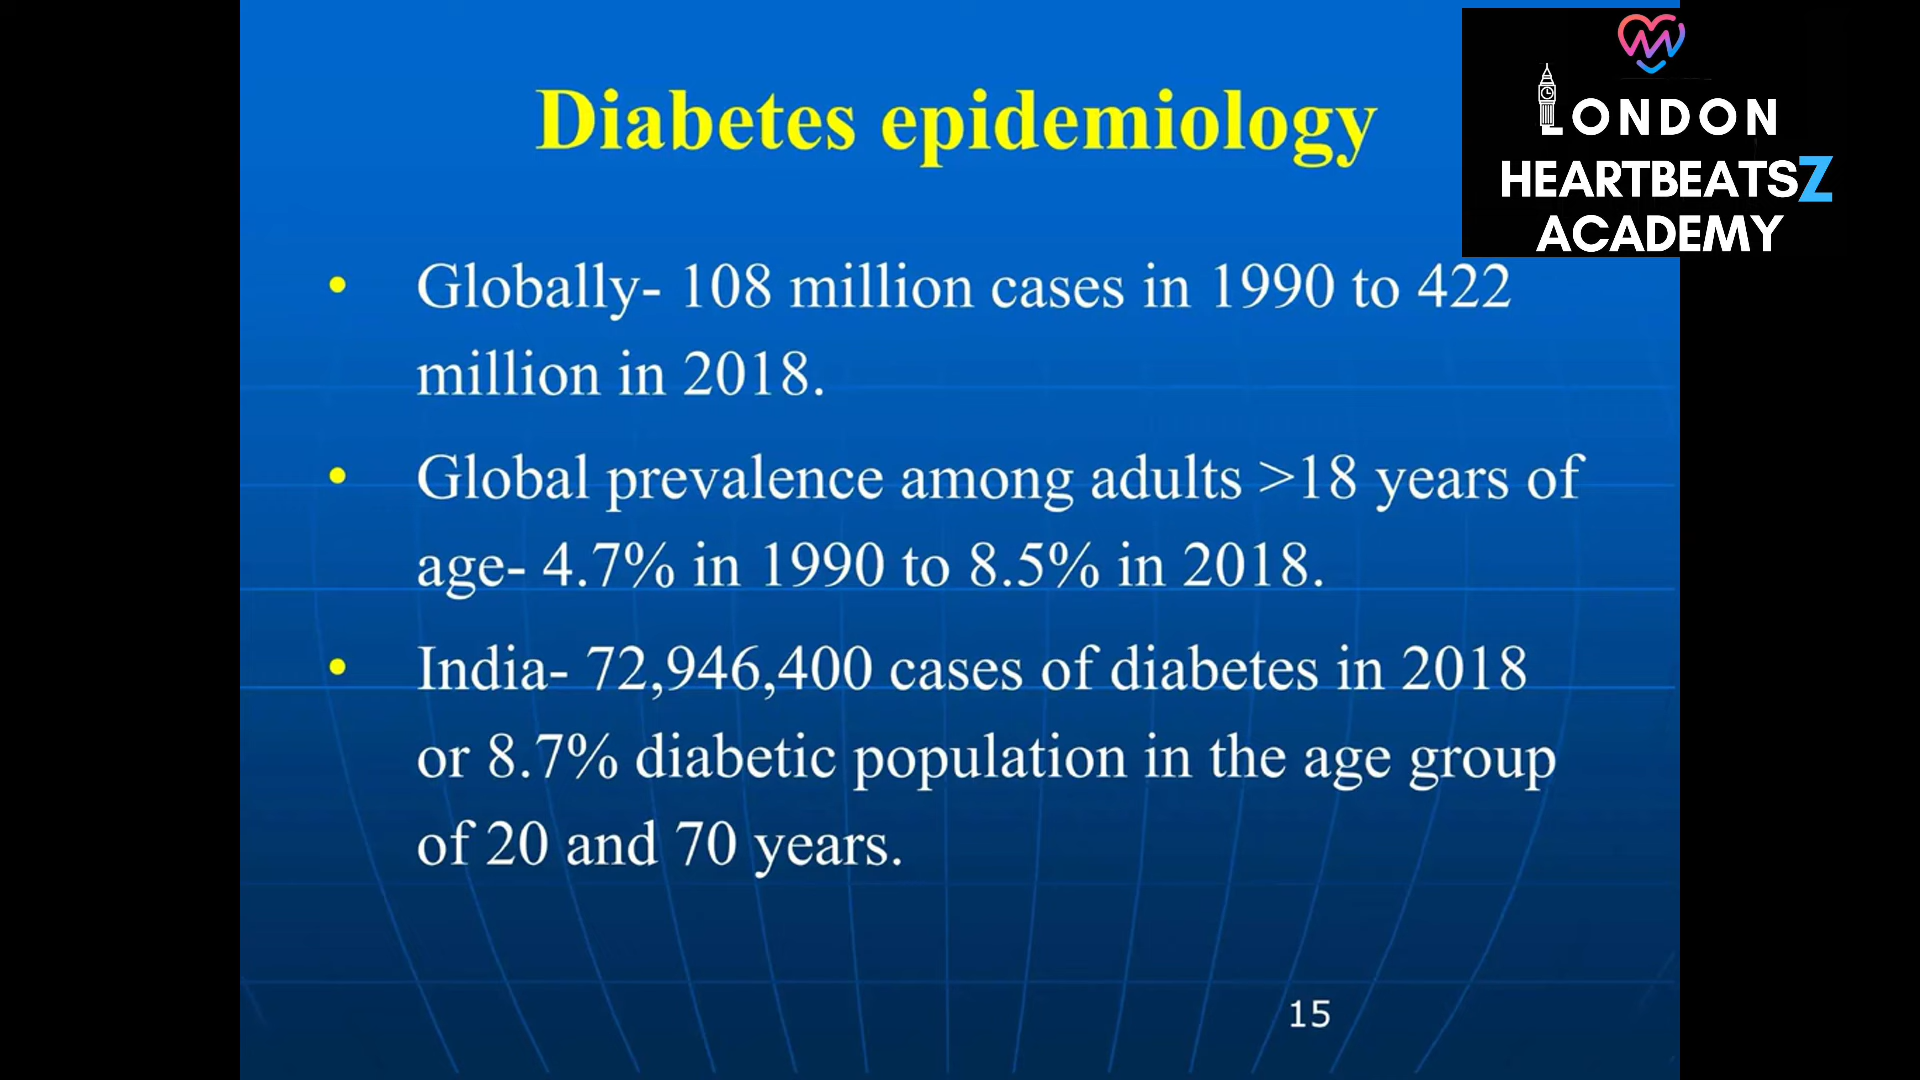 Diabetes epidemiology
LONDON
HEARTBEATSZ
ACADEMY
• Globally- 108 million cases in 1990 to 422
million in 2018.
• Global prevalence among adults >18 years of
age- 4.7% in 1990 to 8.5% in 2018.
• India- 72,946,400 cases of diabetes in 2018
or 8.7% diabetic population in the age group
of 20 and 70 years.
15